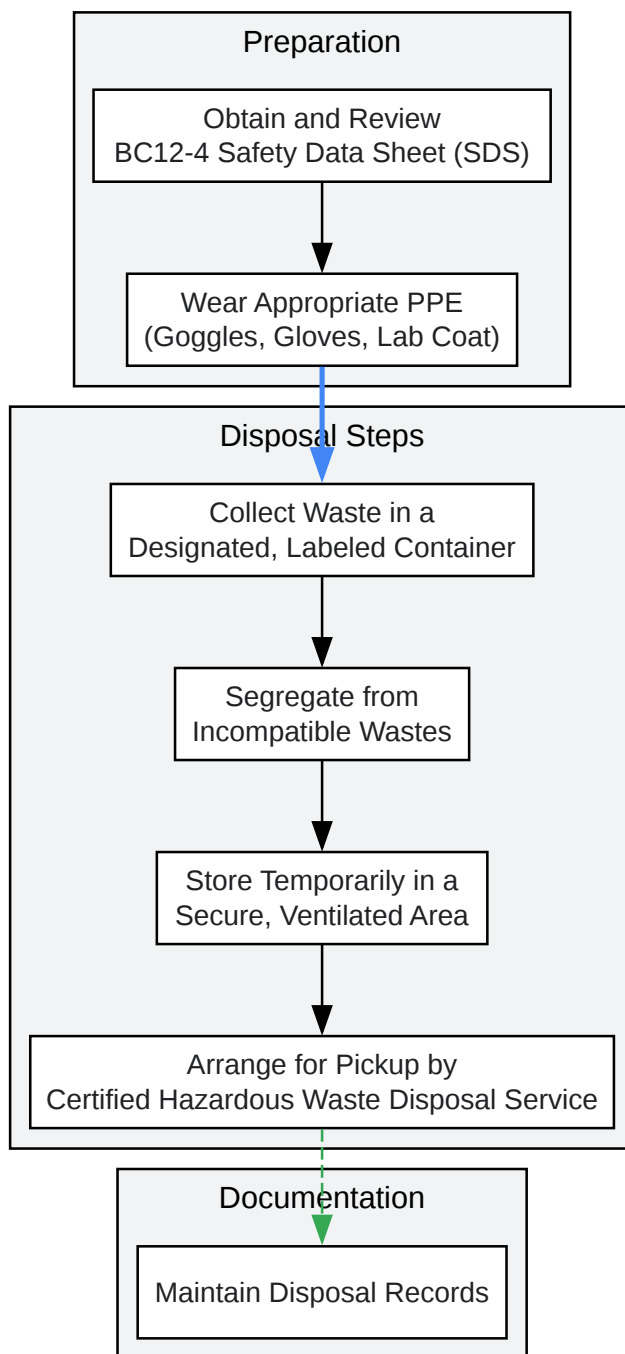 Preparation
Obtain and Review
BC12-4 Safety Data Sheet (SDS)
Wear Appropriate PPE
(Goggles, Gloves, Lab Coat)
Disposal Steps
Collect Waste in a
Designated, Labeled Container
Segregate from
Incompatible Wastes
Store Temporarily in a
Secure, Ventilated Area
Arrange for Pickup by
Certified Hazardous Waste Disposal Service
Documentation
Maintain Disposal Records